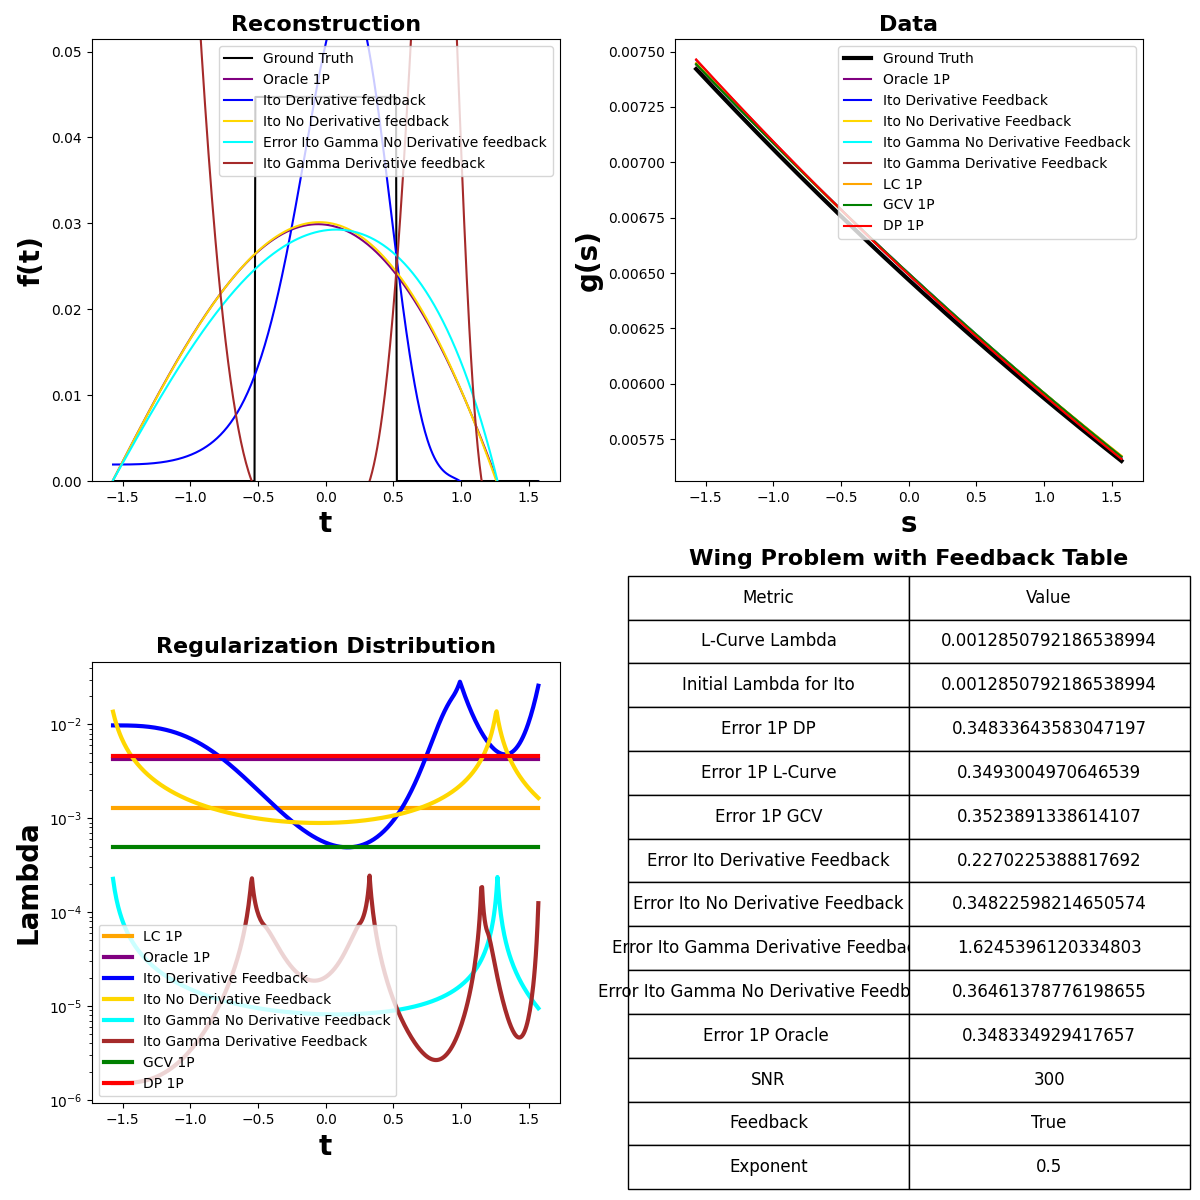 Reconstruction
0.05
0.04
0.03
0.02
0.01
0.00
f(t)
Ground Truth
Oracle 1P
Ito Derivative feedback
Ito No Derivative feedback
Error Ito Gamma No Derivative feedback
Ito Gamma Derivative feedback
−1.5 −1.0 −0.5 0.0 0.5 1.0 1.5
t
Data
0.00750
0.00725
0.00700
0.00675
0.00650
0.00625
0.00600
0.00575
g(s)
Ground Truth
Oracle 1P
Ito Derivative Feedback
Ito No Derivative Feedback
Ito Gamma No Derivative Feedback
Ito Gamma Derivative Feedback
LC 1P
GCV 1P
DP 1P
−1.5 −1.0 −0.5 0.0 0.5 1.0 1.5
s
Regularization Distribution
10−2
10−3
10−4
10−5
10−6
Lambda
LC 1P
Oracle 1P
Ito Derivative Feedback
Ito No Derivative Feedback
Ito Gamma No Derivative Feedback
Ito Gamma Derivative Feedback
GCV 1P
DP 1P
−1.5 −1.0 −0.5 0.0 0.5 1.0 1.5
t
Wing Problem with Feedback Table
Metric Value
L-Curve Lambda 0.0012850792186538994
Initial Lambda for Ito 0.0012850792186538994
Error 1P DP 0.34833643583047197
Error 1P L-Curve 0.3493004970646539
Error 1P GCV 0.3523891338614107
Error Ito Derivative Feedback 0.2270225388817692
Error Ito No Derivative Feedback 0.34822598214650574
Error Ito Gamma Derivative Feedbac 1.6245396120334803
Error Ito Gamma No Derivative Feedb 0.36461378776198655
Error 1P Oracle 0.348334929417657
SNR 300
Feedback True
Exponent 0.5